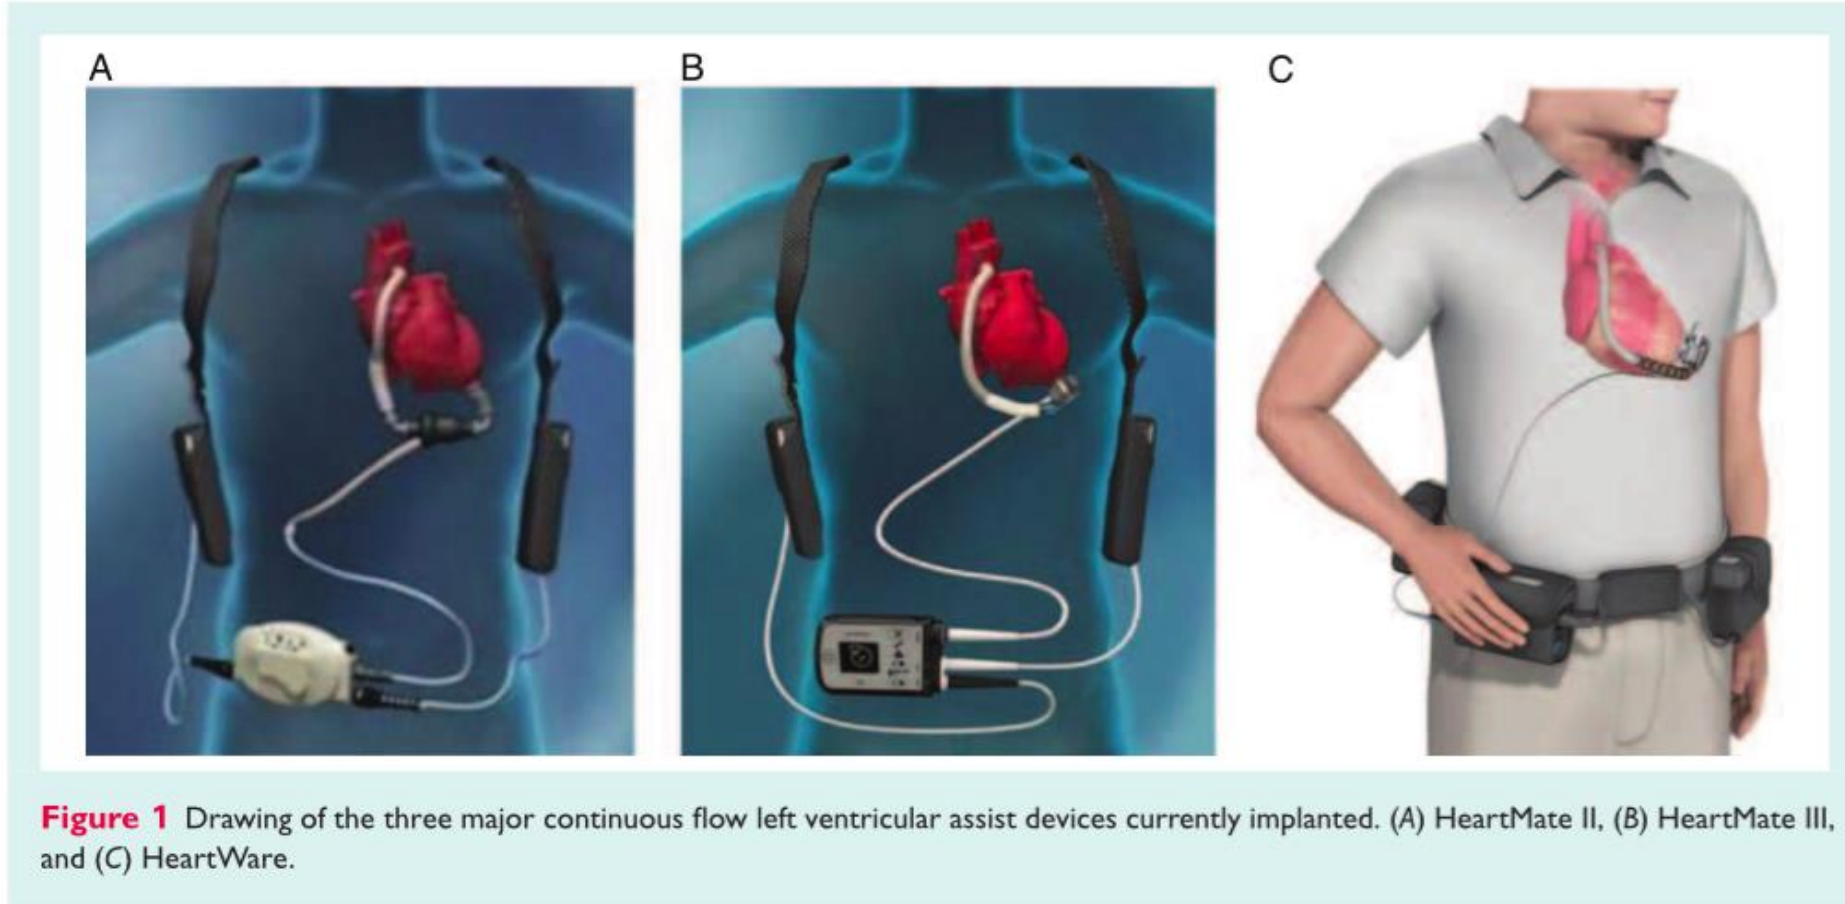 A
B
C
Figure 1 Drawing of the three major continuous flow left ventricular assist devices currently implanted. (A) HeartMate II, (B) HeartMate III,
and (C) HeartWare.